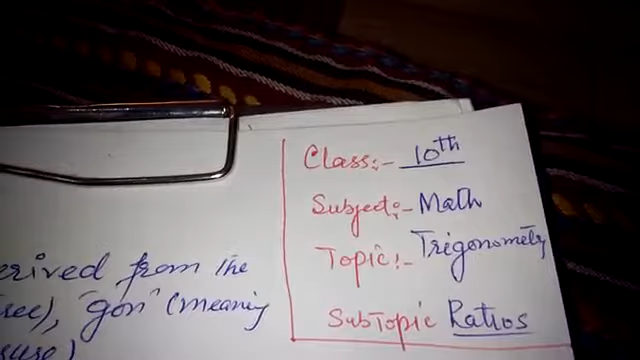 Class:- 10th
Subject:- Math
Topic:- Trigonometry
SubTopic Ratios
erived from the
"gon" (meaning